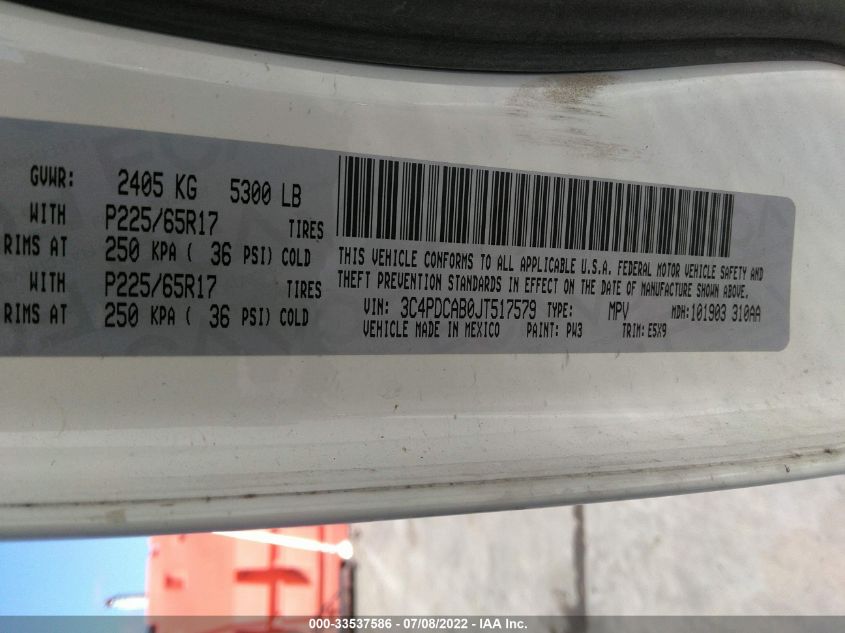 GVWR: 2405 KG 5300 LB
WITH P225/65R17 TIRES
RIMS AT 250 KPA ( 36 PSI) COLD
WITH P225/65R17 TIRES
RIMS AT 250 KPA ( 36 PSI) COLD
THIS VEHICLE CONFORMS TO ALL APPLICABLE U.S.A. FEDERAL MOTOR VEHICLE SAFETY AND
THEFT PREVENTION STANDARDS IN EFFECT ON THE DATE OF MANUFACTURE SHOWN ABOVE.
VIN: 3C4PDCAB0JT517579 TYPE: MPV MDH:101903 310AA
VEHICLE MADE IN MEXICO PAINT: PW3 TRIM: E5X9
000-33537586 - 07/08/2022 - IAA Inc.